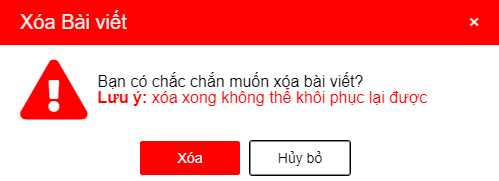 Xóa Bài viết
×
Bạn có chắc chắn muốn xóa bài viết?
Lưu ý: xóa xong không thể khôi phục lại được
Xóa
Hủy bỏ